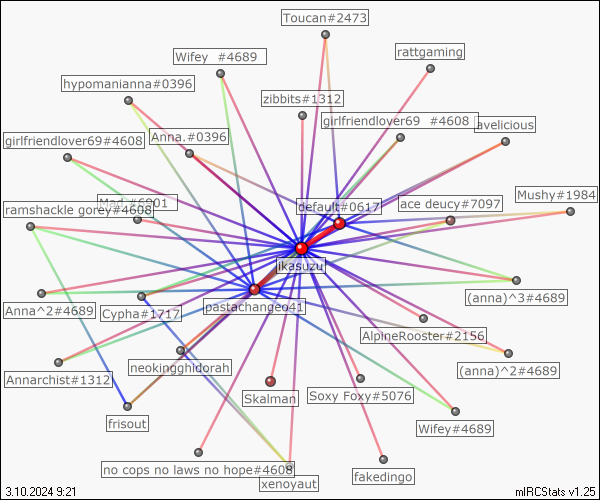 Toucan#2473
rattgaming
Wifey #4689
hypomanianna#0396
zibbits#1312
girlfriendlover69 #4608
avelicious
girlfriendlover69#4608
Anna.#0396
Mushy#1984
ace deucy#7097
default#0617
Mad #6901
ramshackle gorey#4608
ikasuzu
(anna)^3#4689
Anna^2#4689
Cypha#1717
pastachangeo41
AlpineRooster#2156
neokingghidorah
(anna)^2#4689
Annarchist#1312
Skalman
Soxy Foxy#5076
frisout
Wifey#4689
no cops no laws no hope#4608
fakedingo
xenoyaut
3.10.2024 9:21
mIRCStats v1.25